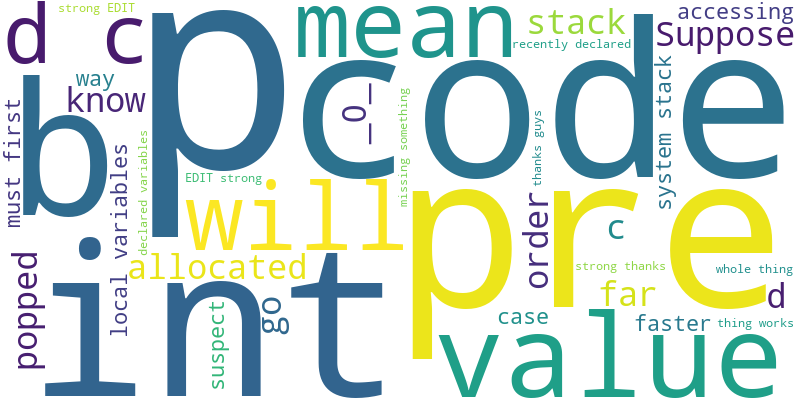 strong EDIT
d c
p
mean
stack
recently declared
accessing
Suppose
way
know
b
must first
code
_O_
missing something
thanks guys
system stack
declared variables
local variables
EDIT strong
will
pre
order
c
allocated
popped
int
go
suspect
strong thanks
far
whole thing
d
case
value
faster
thing works